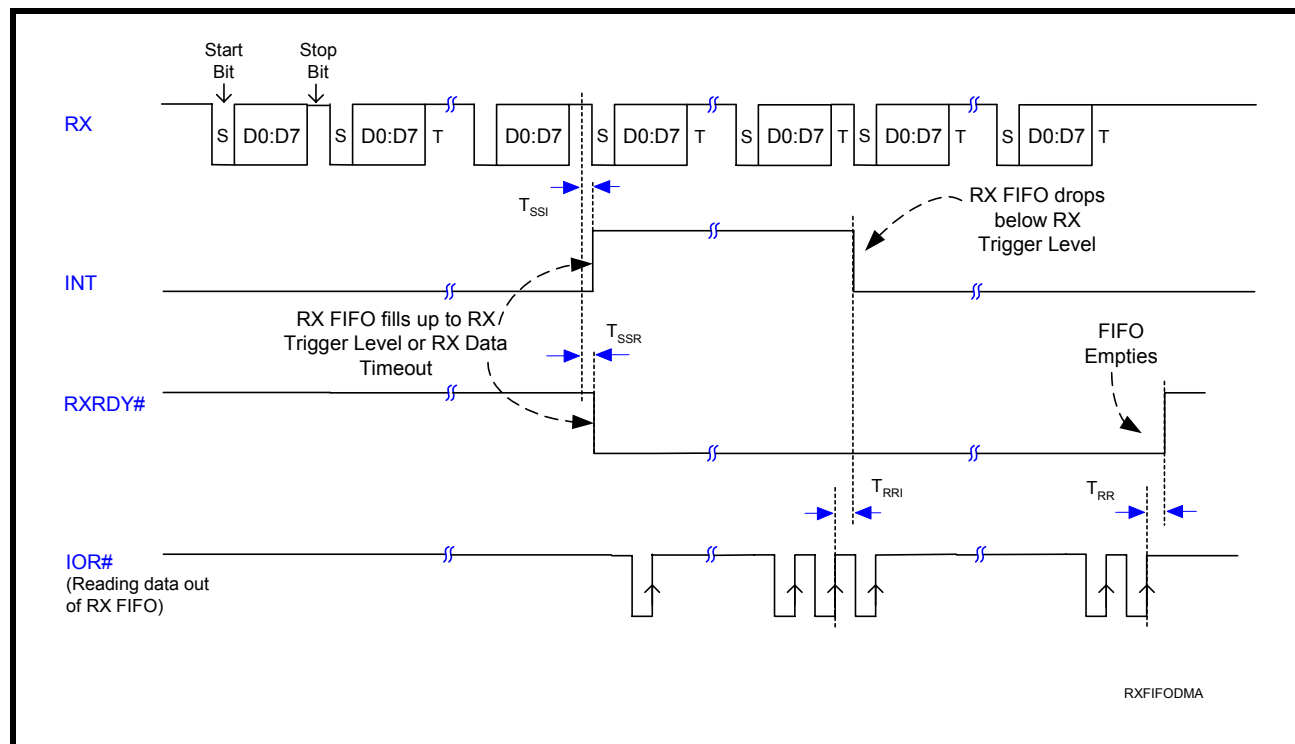 Start
Bit
Stop
Bit
RX
S D0:D7 S D0:D7 T D0:D7 S D0:D7 T S D0:D7 T S D0:D7 T S D0:D7 T
TSSI
RX FIFO drops
below RX
Trigger Level
INT
RX FIFO fills up to RX
Trigger Level or RX Data
Timeout
TSSR
FIFO
Empties
RXRDY#
TRRI
TRR
IOR#
(Reading data out
of RX FIFO)
RXFIFODMA